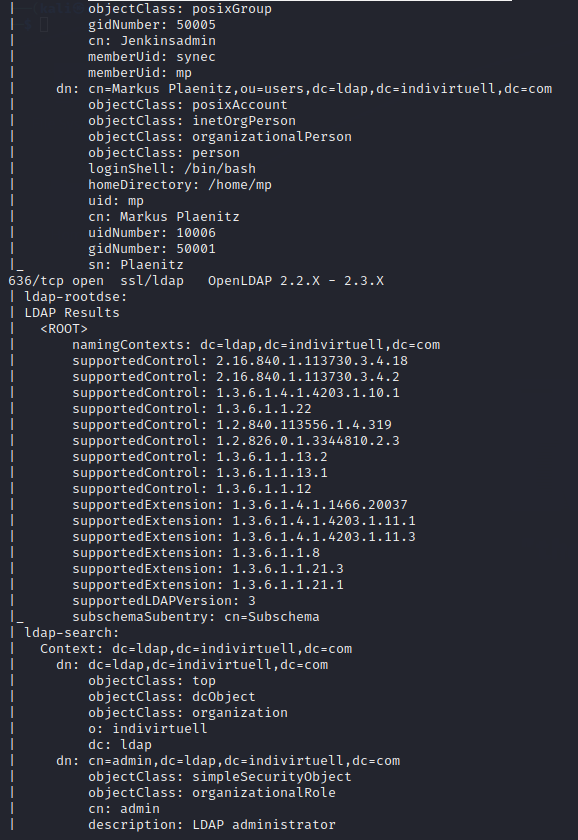 |         objectClass: posixGroup
|         gidNumber: 50005
|         cn: Jenkinsadmin
|         memberUid: synec
|         memberUid: mp
|     dn: cn=Markus Plaenitz,ou=users,dc=ldap,dc=indivirtuell,dc=com
|         objectClass: posixAccount
|         objectClass: inetOrgPerson
|         objectClass: organizationalPerson
|         objectClass: person
|         loginShell: /bin/bash
|         homeDirectory: /home/mp
|         uid: mp
|         cn: Markus Plaenitz
|         uidNumber: 10006
|         gidNumber: 50001
|_        sn: Plaenitz
636/tcp open  ssl/ldap   OpenLDAP 2.2.X - 2.3.X
| ldap-rootdse:
| LDAP Results
|   <ROOT>
|       namingContexts: dc=ldap,dc=indivirtuell,dc=com
|       supportedControl: 2.16.840.1.113730.3.4.18
|       supportedControl: 2.16.840.1.113730.3.4.2
|       supportedControl: 1.3.6.1.4.1.4203.1.10.1
|       supportedControl: 1.3.6.1.1.22
|       supportedControl: 1.2.840.113556.1.4.319
|       supportedControl: 1.2.826.0.1.3344810.2.3
|       supportedControl: 1.3.6.1.1.13.2
|       supportedControl: 1.3.6.1.1.13.1
|       supportedControl: 1.3.6.1.1.12
|       supportedExtension: 1.3.6.1.4.1.1466.20037
|       supportedExtension: 1.3.6.1.4.1.4203.1.11.1
|       supportedExtension: 1.3.6.1.4.1.4203.1.11.3
|       supportedExtension: 1.3.6.1.1.8
|       supportedExtension: 1.3.6.1.1.21.3
|       supportedExtension: 1.3.6.1.1.21.1
|       supportedLDAPVersion: 3
|_      subschemaSubentry: cn=Subschema
| ldap-search:
|   Context: dc=ldap,dc=indivirtuell,dc=com
|     dn: dc=ldap,dc=indivirtuell,dc=com
|         objectClass: top
|         objectClass: dcObject
|         objectClass: organization
|         o: indivirtuell
|         dc: ldap
|     dn: cn=admin,dc=ldap,dc=indivirtuell,dc=com
|         objectClass: simpleSecurityObject
|         objectClass: organizationalRole
|         cn: admin
|         description: LDAP administrator